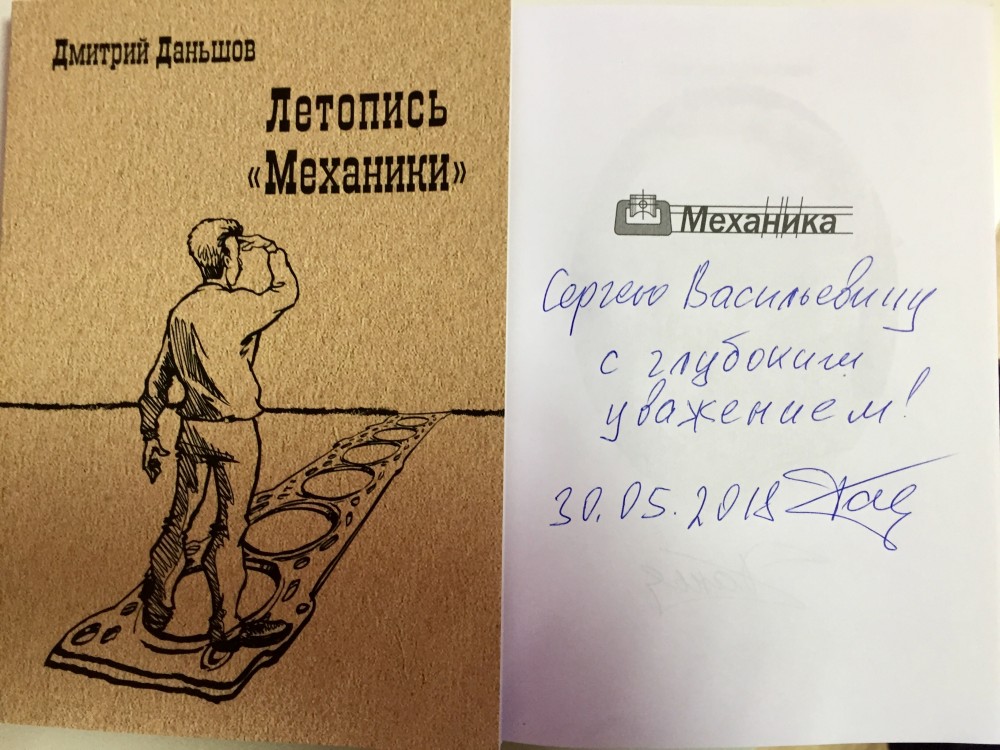 Дмитрий Даньшов
Летопись
«Механики»
Механика
Сергею Васильевичу
с глубоким
уважением!
30.05.2018